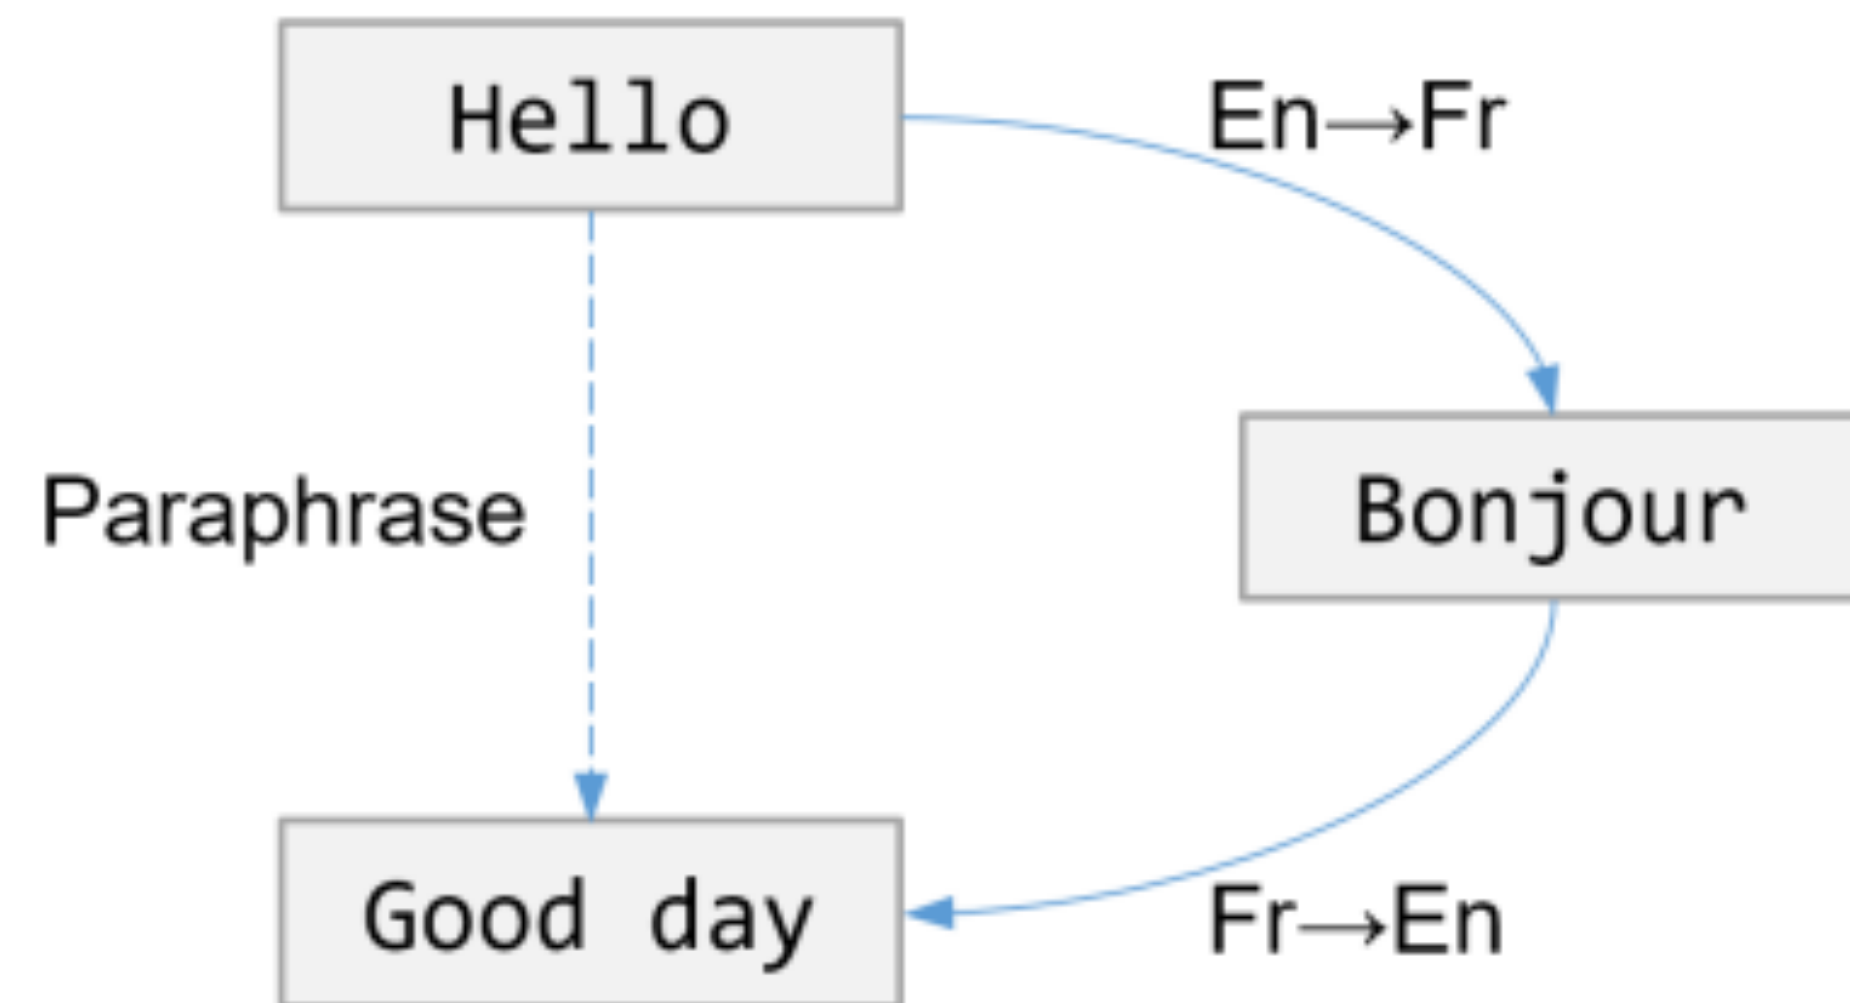 Hello
En→Fr
Paraphrase
Bonjour
Good day
Fr→En